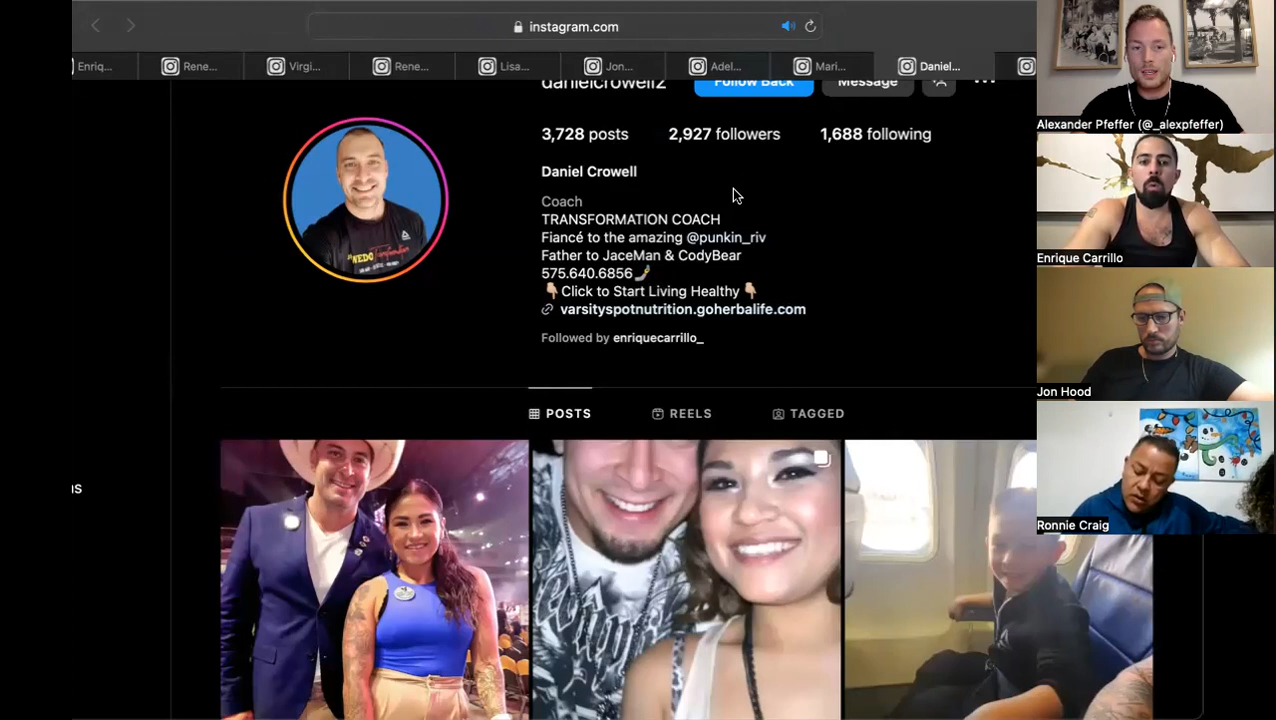 instagram.com
Enriq...
Rene...
Virgi...
Rene...
Lisa...
Jon...
Adel...
Mari...
Daniel...
danielcrowell2
Follow Back
Message
3,728 posts
2,927 followers
1,688 following
Daniel Crowell
Coach
TRANSFORMATION COACH
Fiancé to the amazing @punkin_riv
Father to JaceMan & CodyBear
575.640.6856🤳
👇🏼Click to Start Living Healthy👇🏼
varsityspotnutrition.goherbalife.com
Followed by enriquecarrillo_
POSTS
REELS
TAGGED
Alexander Pfeffer (@_alexpfeffer)
Enrique Carrillo
Jon Hood
Ronnie Craig